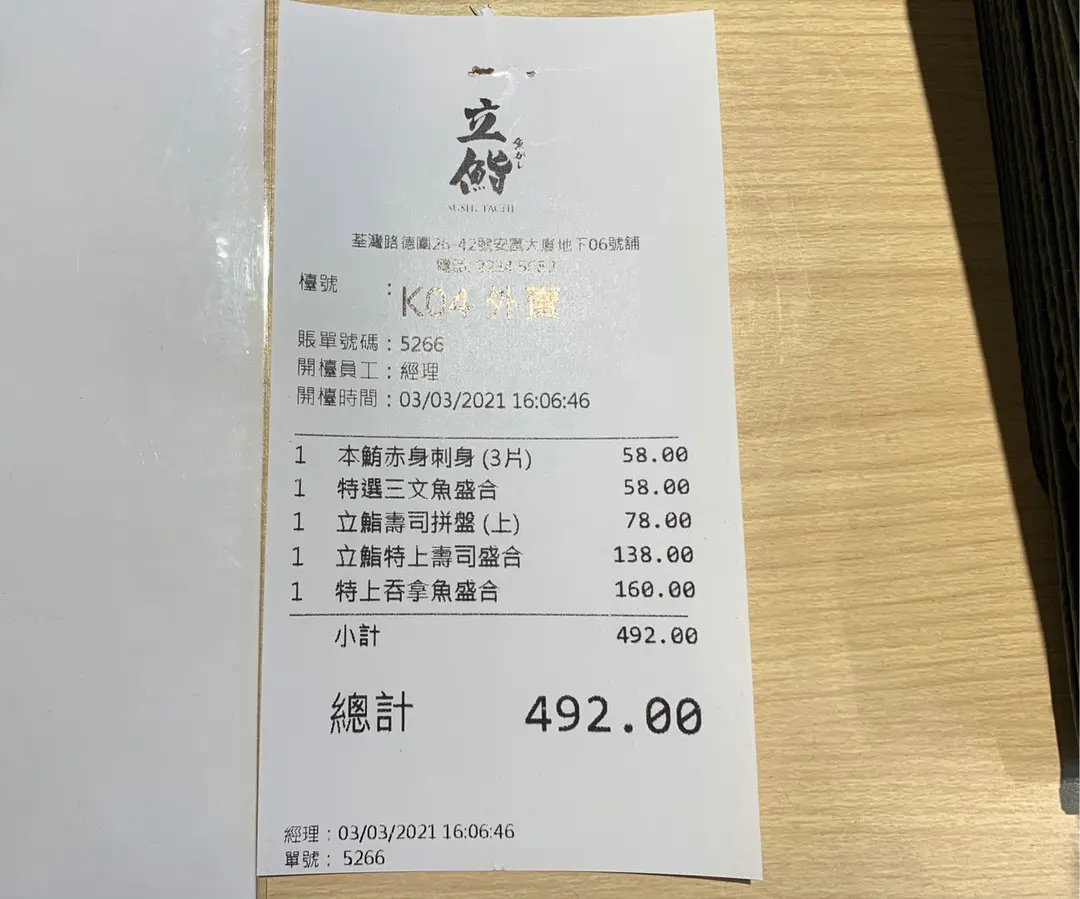 立鮨
魚がし
SUSHI TACHI
荃灣路德圍26-42號安荔大廈地下06號舖
電話:
檯號 : K04 外賣
賬單號碼 : 5266
開檯員工 : 經理
開檯時間 : 03/03/2021 16:06:46
1 本鮪赤身刺身 (3片) 58.00
1 特選三文魚盛合 58.00
1 立鮨壽司拼盤 (上) 78.00
1 立鮨特上壽司盛合 138.00
1 特上吞拿魚盛合 160.00
小計 492.00
總計 492.00
經理 : 03/03/2021 16:06:46
單號 : 5266